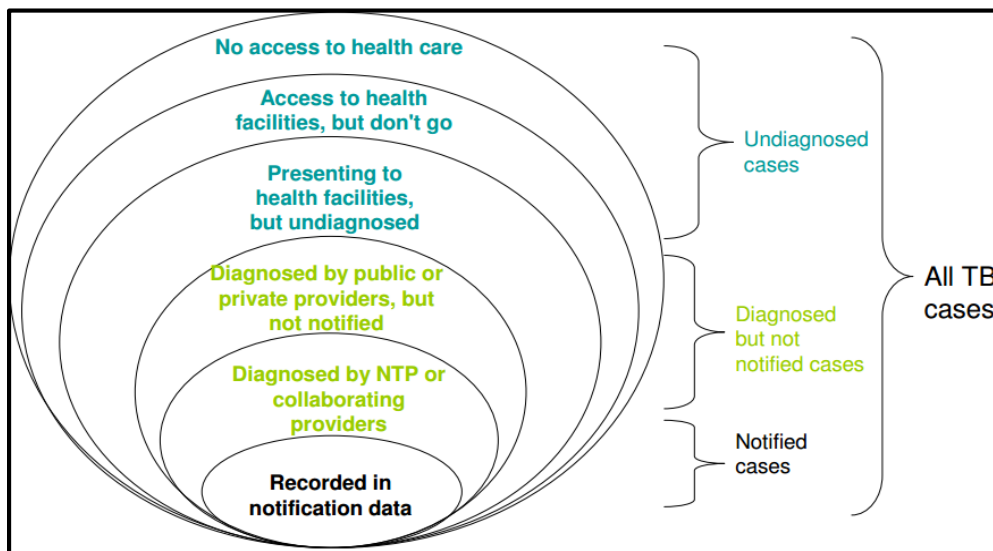 No access to health care
Access to health
facilities, but don't go
Presenting to
health facilities,
but undiagnosed
Diagnosed by public or
private providers, but
not notified
Diagnosed by NTP or
collaborating
providers
Recorded in
notification data
Undiagnosed
cases
Diagnosed
but not
notified cases
Notified
cases
All TB
cases